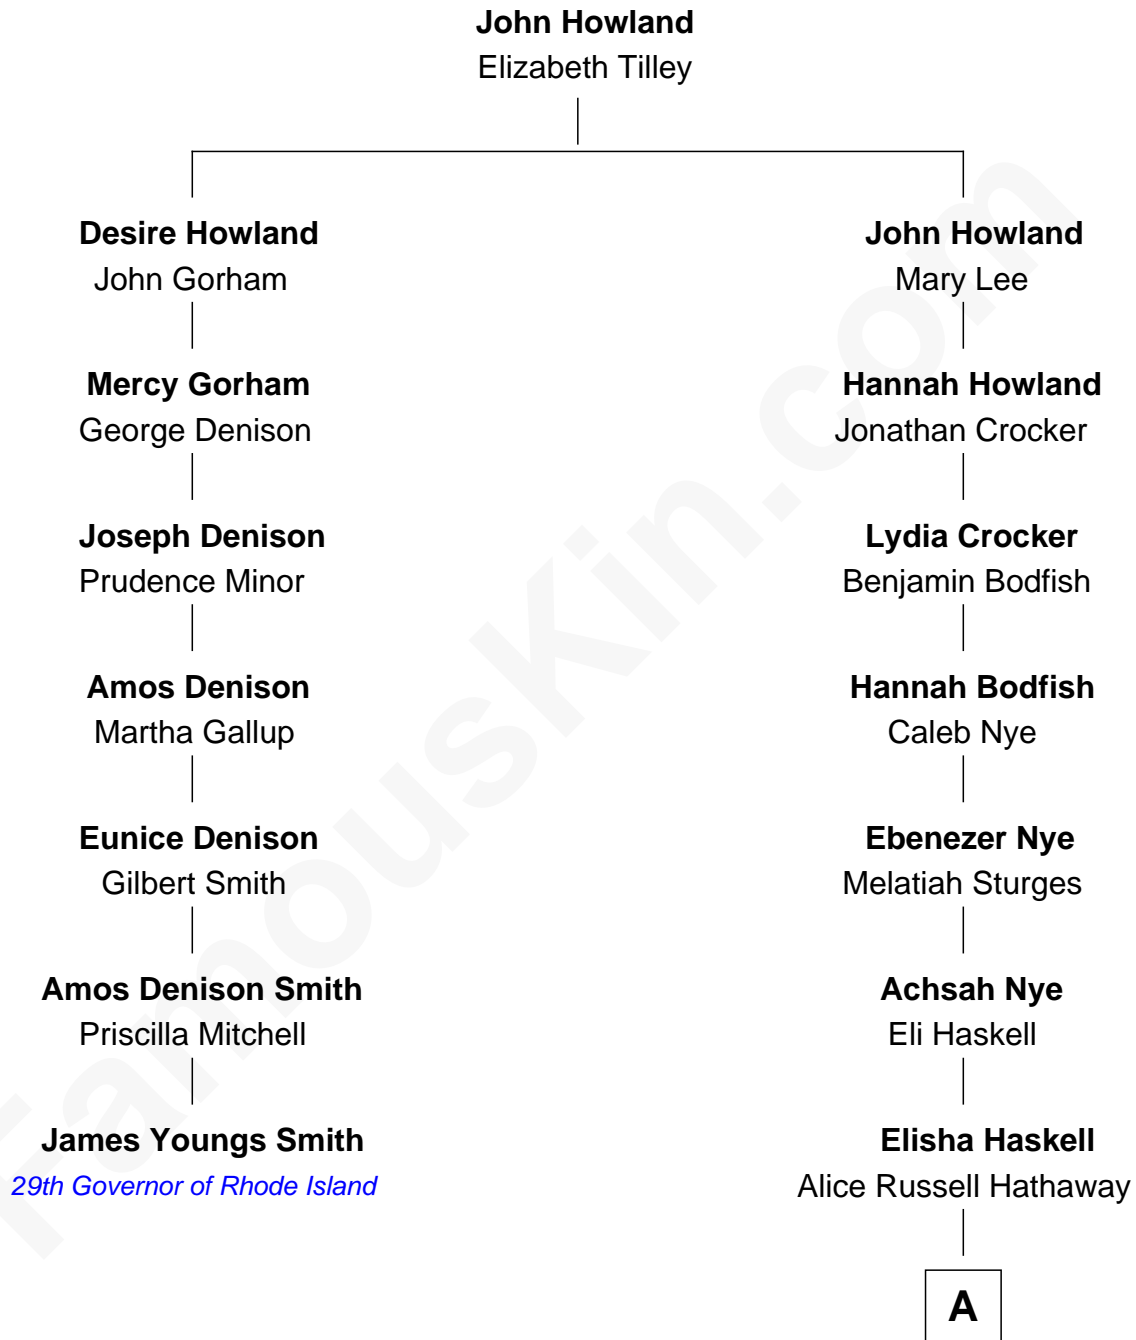 John Howland
Elizabeth Tilley
Desire Howland
John Gorham
John Howland
Mary Lee
Mercy Gorham
George Denison
Hannah Howland
Jonathan Crocker
Joseph Denison
Prudence Minor
Lydia Crocker
Benjamin Bodfish
Amos Denison
Martha Gallup
Hannah Bodfish
Caleb Nye
Eunice Denison
Gilbert Smith
Ebenezer Nye
Melatiah Sturges
Amos Denison Smith
Priscilla Mitchell
Achsah Nye
Eli Haskell
James Youngs Smith
29th Governor of Rhode Island
Elisha Haskell
Alice Russell Hathaway
A
FamousKin.com